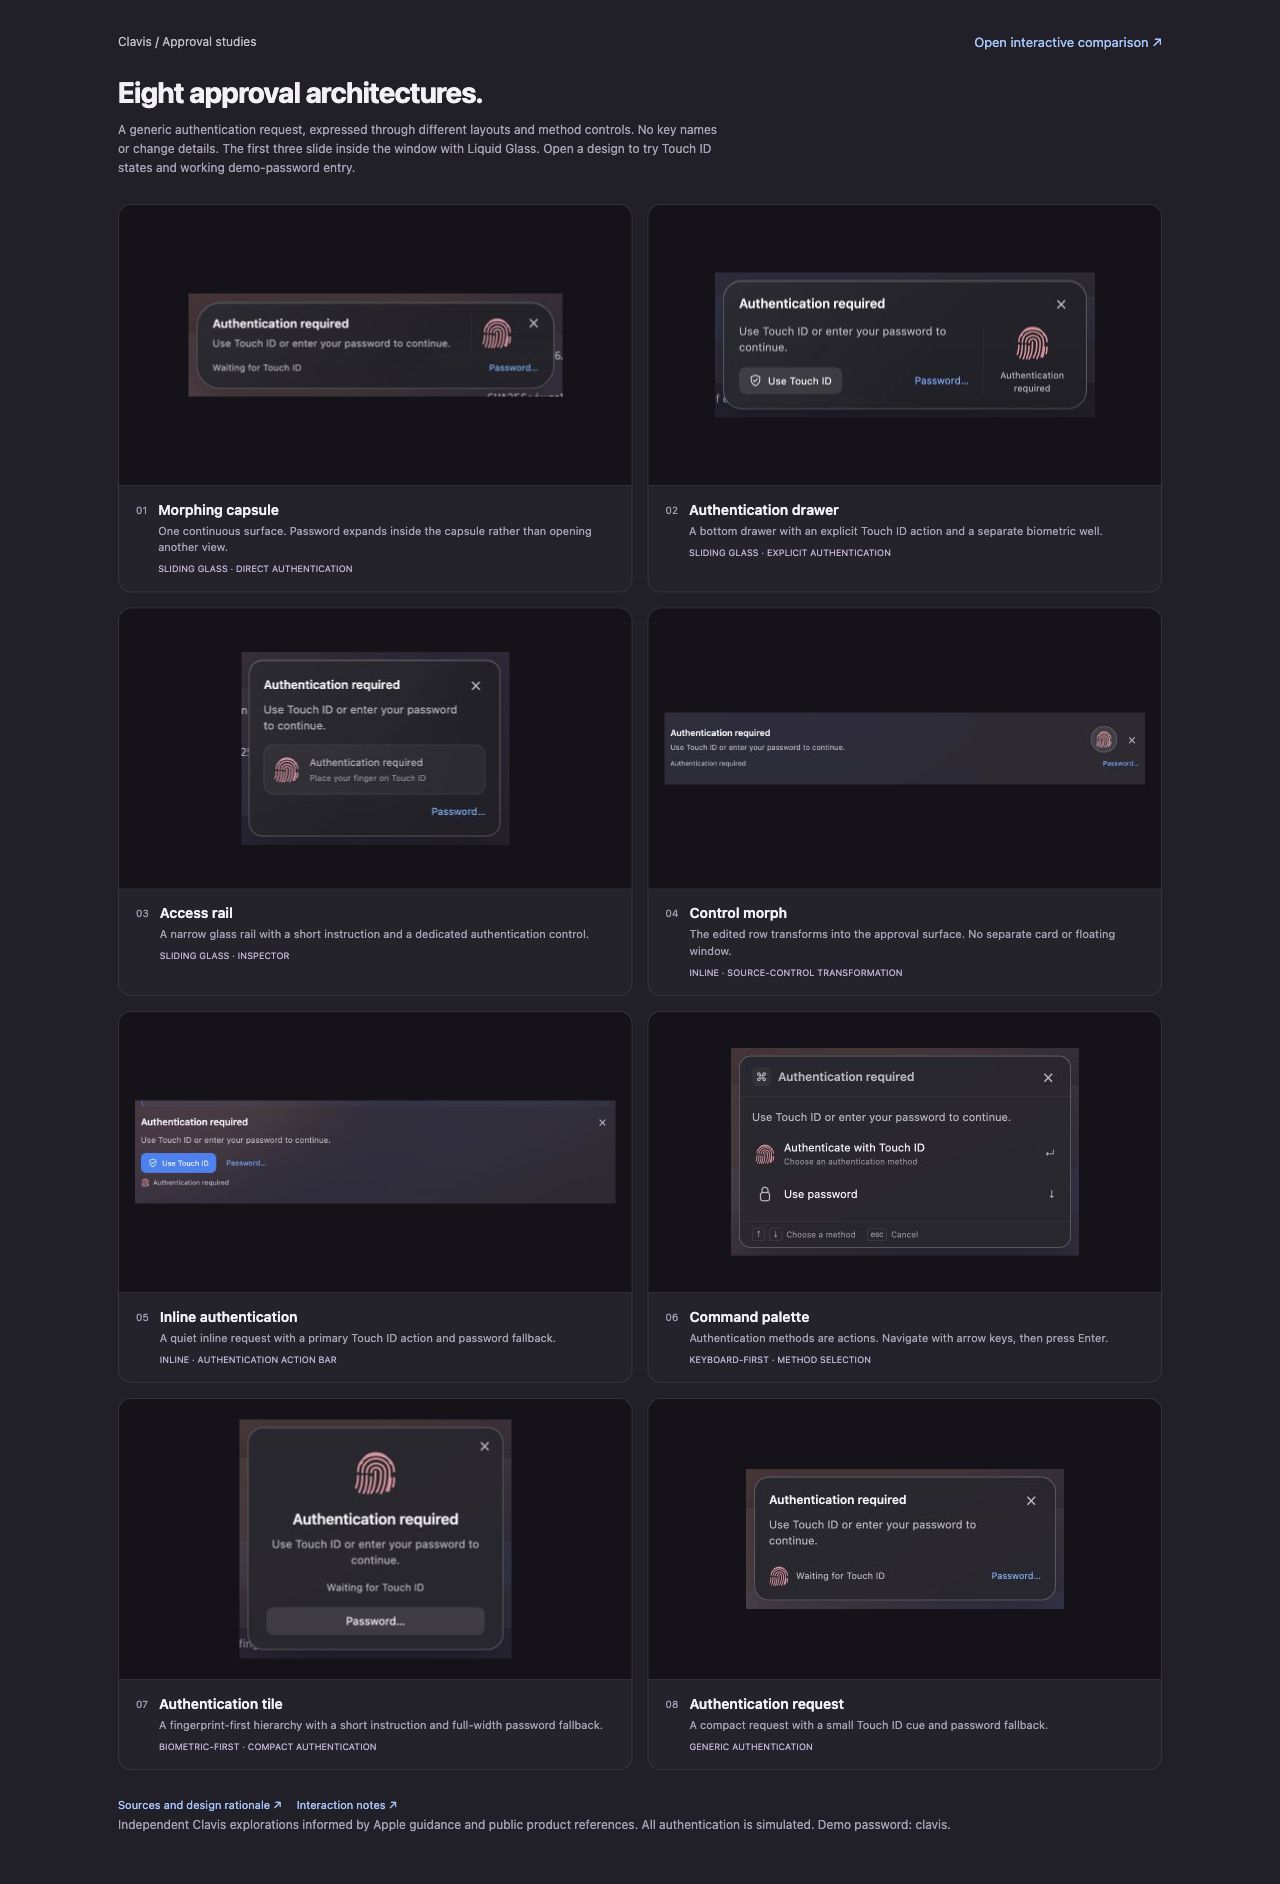 Clavis / Approval studies
Open interactive comparison ↗
Eight approval architectures.
A generic authentication request, expressed through different layouts and method controls. No key names
or change details. The first three slide inside the window with Liquid Glass. Open a design to try Touch ID
states and working demo-password entry.
Authentication required
Use Touch ID or enter your password to continue.
Waiting for Touch ID
Password...
6.
Authentication required
Use Touch ID or enter your password to
continue.
Use Touch ID
Password...
Authentication
required
f
01 Morphing capsule
One continuous surface. Password expands inside the capsule rather than opening
another view.
SLIDING GLASS · DIRECT AUTHENTICATION
02 Authentication drawer
A bottom drawer with an explicit Touch ID action and a separate biometric well.
SLIDING GLASS · EXPLICIT AUTHENTICATION
Authentication required
Use Touch ID or enter your password
to continue.
Authentication required
Place your finger on Touch ID
Password...
n
Authentication required
Use Touch ID or enter your password to continue.
Authentication required
Password...
03 Access rail
A narrow glass rail with a short instruction and a dedicated authentication control.
SLIDING GLASS · INSPECTOR
04 Control morph
The edited row transforms into the approval surface. No separate card or floating
window.
INLINE · SOURCE-CONTROL TRANSFORMATION
Authentication required
Use Touch ID or enter your password to continue.
Use Touch ID
Password...
Authentication required
⌘ Authentication required
Use Touch ID or enter your password to continue.
Authenticate with Touch ID
Choose an authentication method
↵
Use password
↓
↑ ↓ Choose a method esc Cancel
05 Inline authentication
A quiet inline request with a primary Touch ID action and password fallback.
INLINE · AUTHENTICATION ACTION BAR
06 Command palette
Authentication methods are actions. Navigate with arrow keys, then press Enter.
KEYBOARD-FIRST · METHOD SELECTION
Authentication required
Use Touch ID or enter your password to
continue.
Waiting for Touch ID
Password...
fing
Authentication required
Use Touch ID or enter your password to
continue.
Waiting for Touch ID
Password...
07 Authentication tile
A fingerprint-first hierarchy with a short instruction and full-width password fallback.
BIOMETRIC-FIRST · COMPACT AUTHENTICATION
08 Authentication request
A compact request with a small Touch ID cue and password fallback.
GENERIC AUTHENTICATION
Sources and design rationale ↗ Interaction notes ↗
Independent Clavis explorations informed by Apple guidance and public product references. All authentication is simulated. Demo password: clavis.